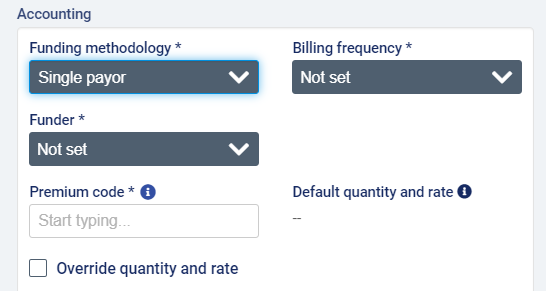 Accounting
Funding methodology * Billing frequency *
Single payor Not set
Funder *
Not set
Premium code * Default quantity and rate
Start typing... --
Override quantity and rate